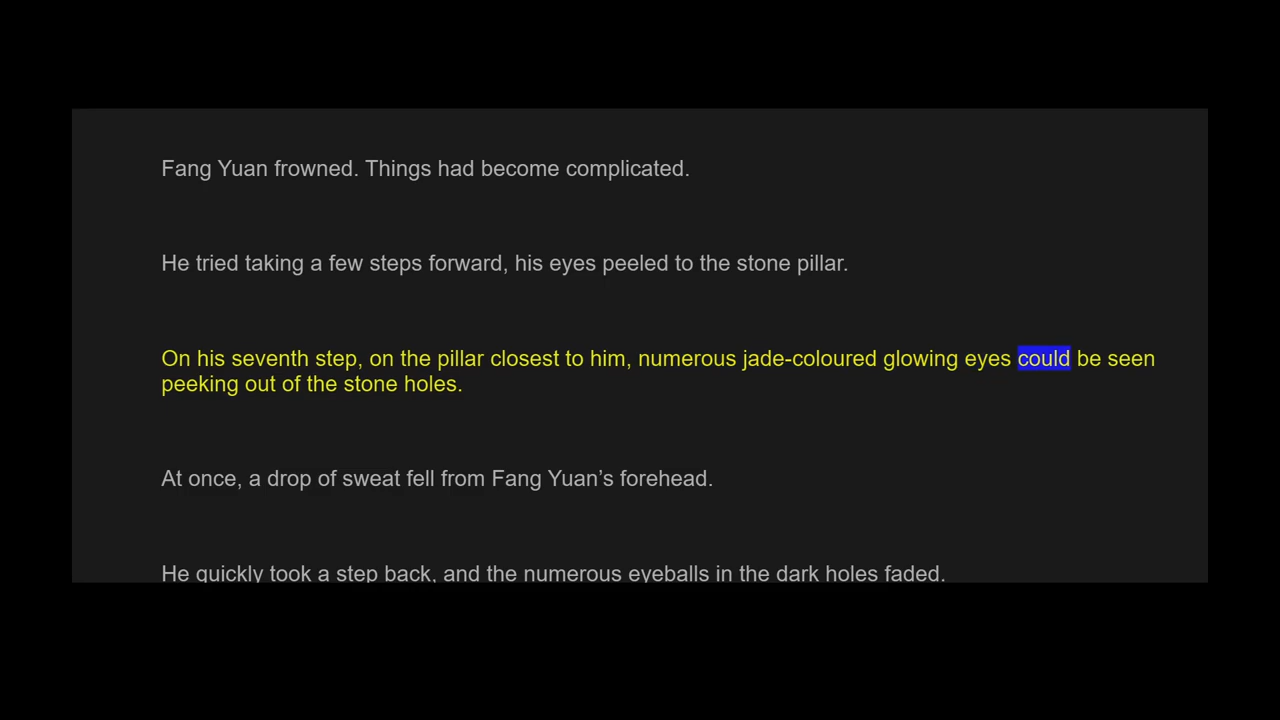 Fang Yuan frowned. Things had become complicated.
He tried taking a few steps forward, his eyes peeled to the stone pillar.
On his seventh step, on the pillar closest to him, numerous jade-coloured glowing eyes could be seen
peeking out of the stone holes.
At once, a drop of sweat fell from Fang Yuan’s forehead.
He quickly took a step back, and the numerous eyeballs in the dark holes faded.